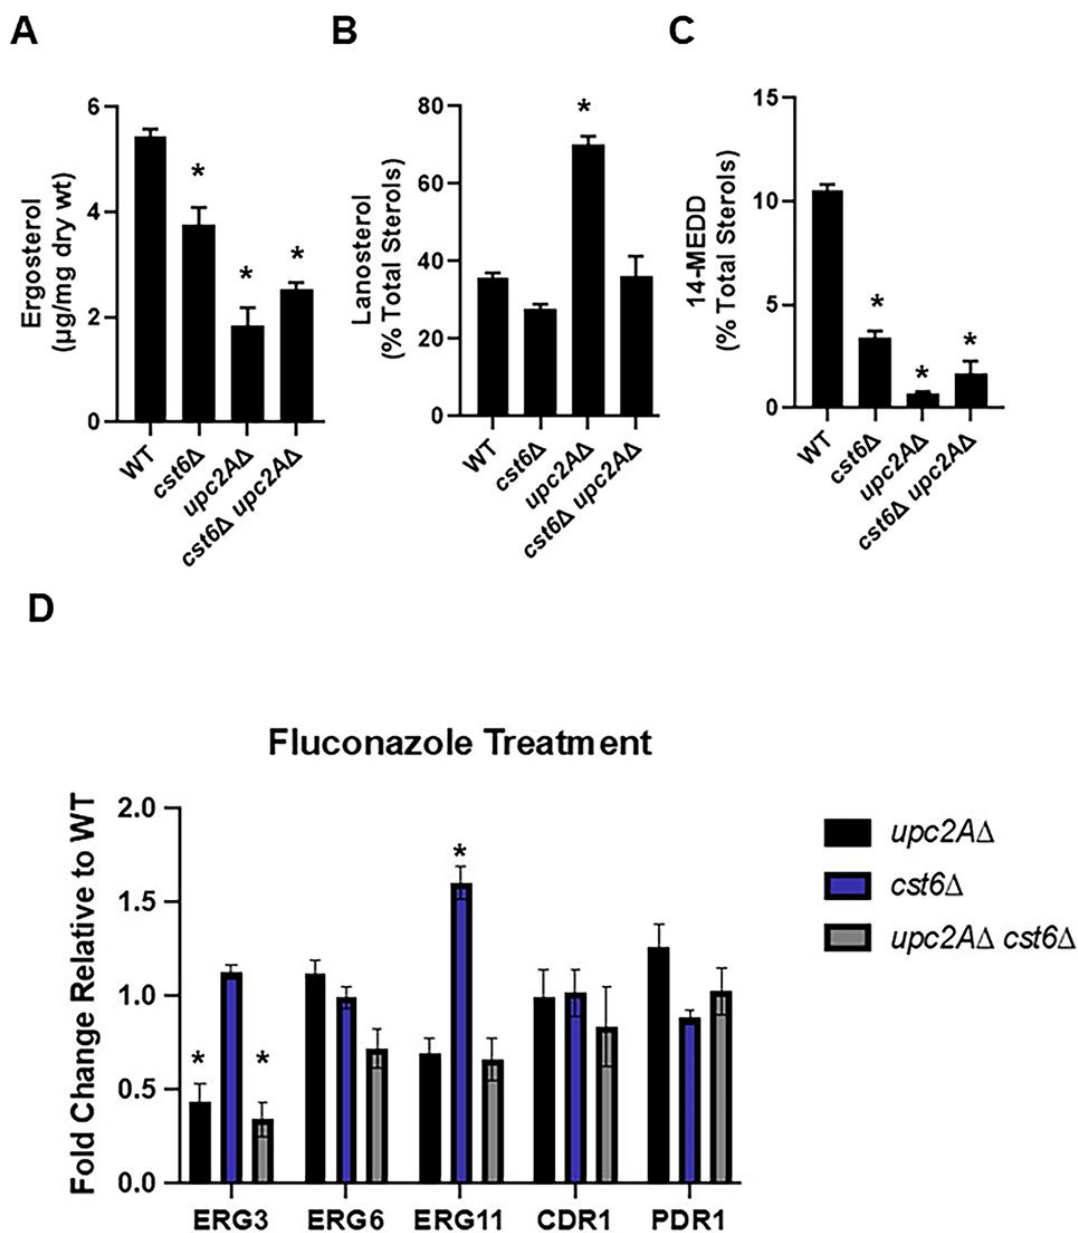 A
B
C
Ergosterol
(μg/mg dry wt)
6
4
2
0
*
*
*
WT
cst6Δ
upc2AΔ
cst6Δ upc2AΔ
Lanosterol
(% Total Sterols)
80
60
40
20
0
*
WT
cst6Δ
upc2AΔ
cst6Δ upc2AΔ
14-MEDD
(% Total Sterols)
15
10
5
0
*
*
*
WT
cst6Δ
upc2AΔ
cst6Δ upc2AΔ
D
Fluconazole Treatment
Fold Change Relative to WT
2.0
1.5
1.0
0.5
0.0
*
*
*
ERG3 ERG6 ERG11 CDR1 PDR1
upc2AΔ
cst6Δ
upc2AΔ cst6Δ